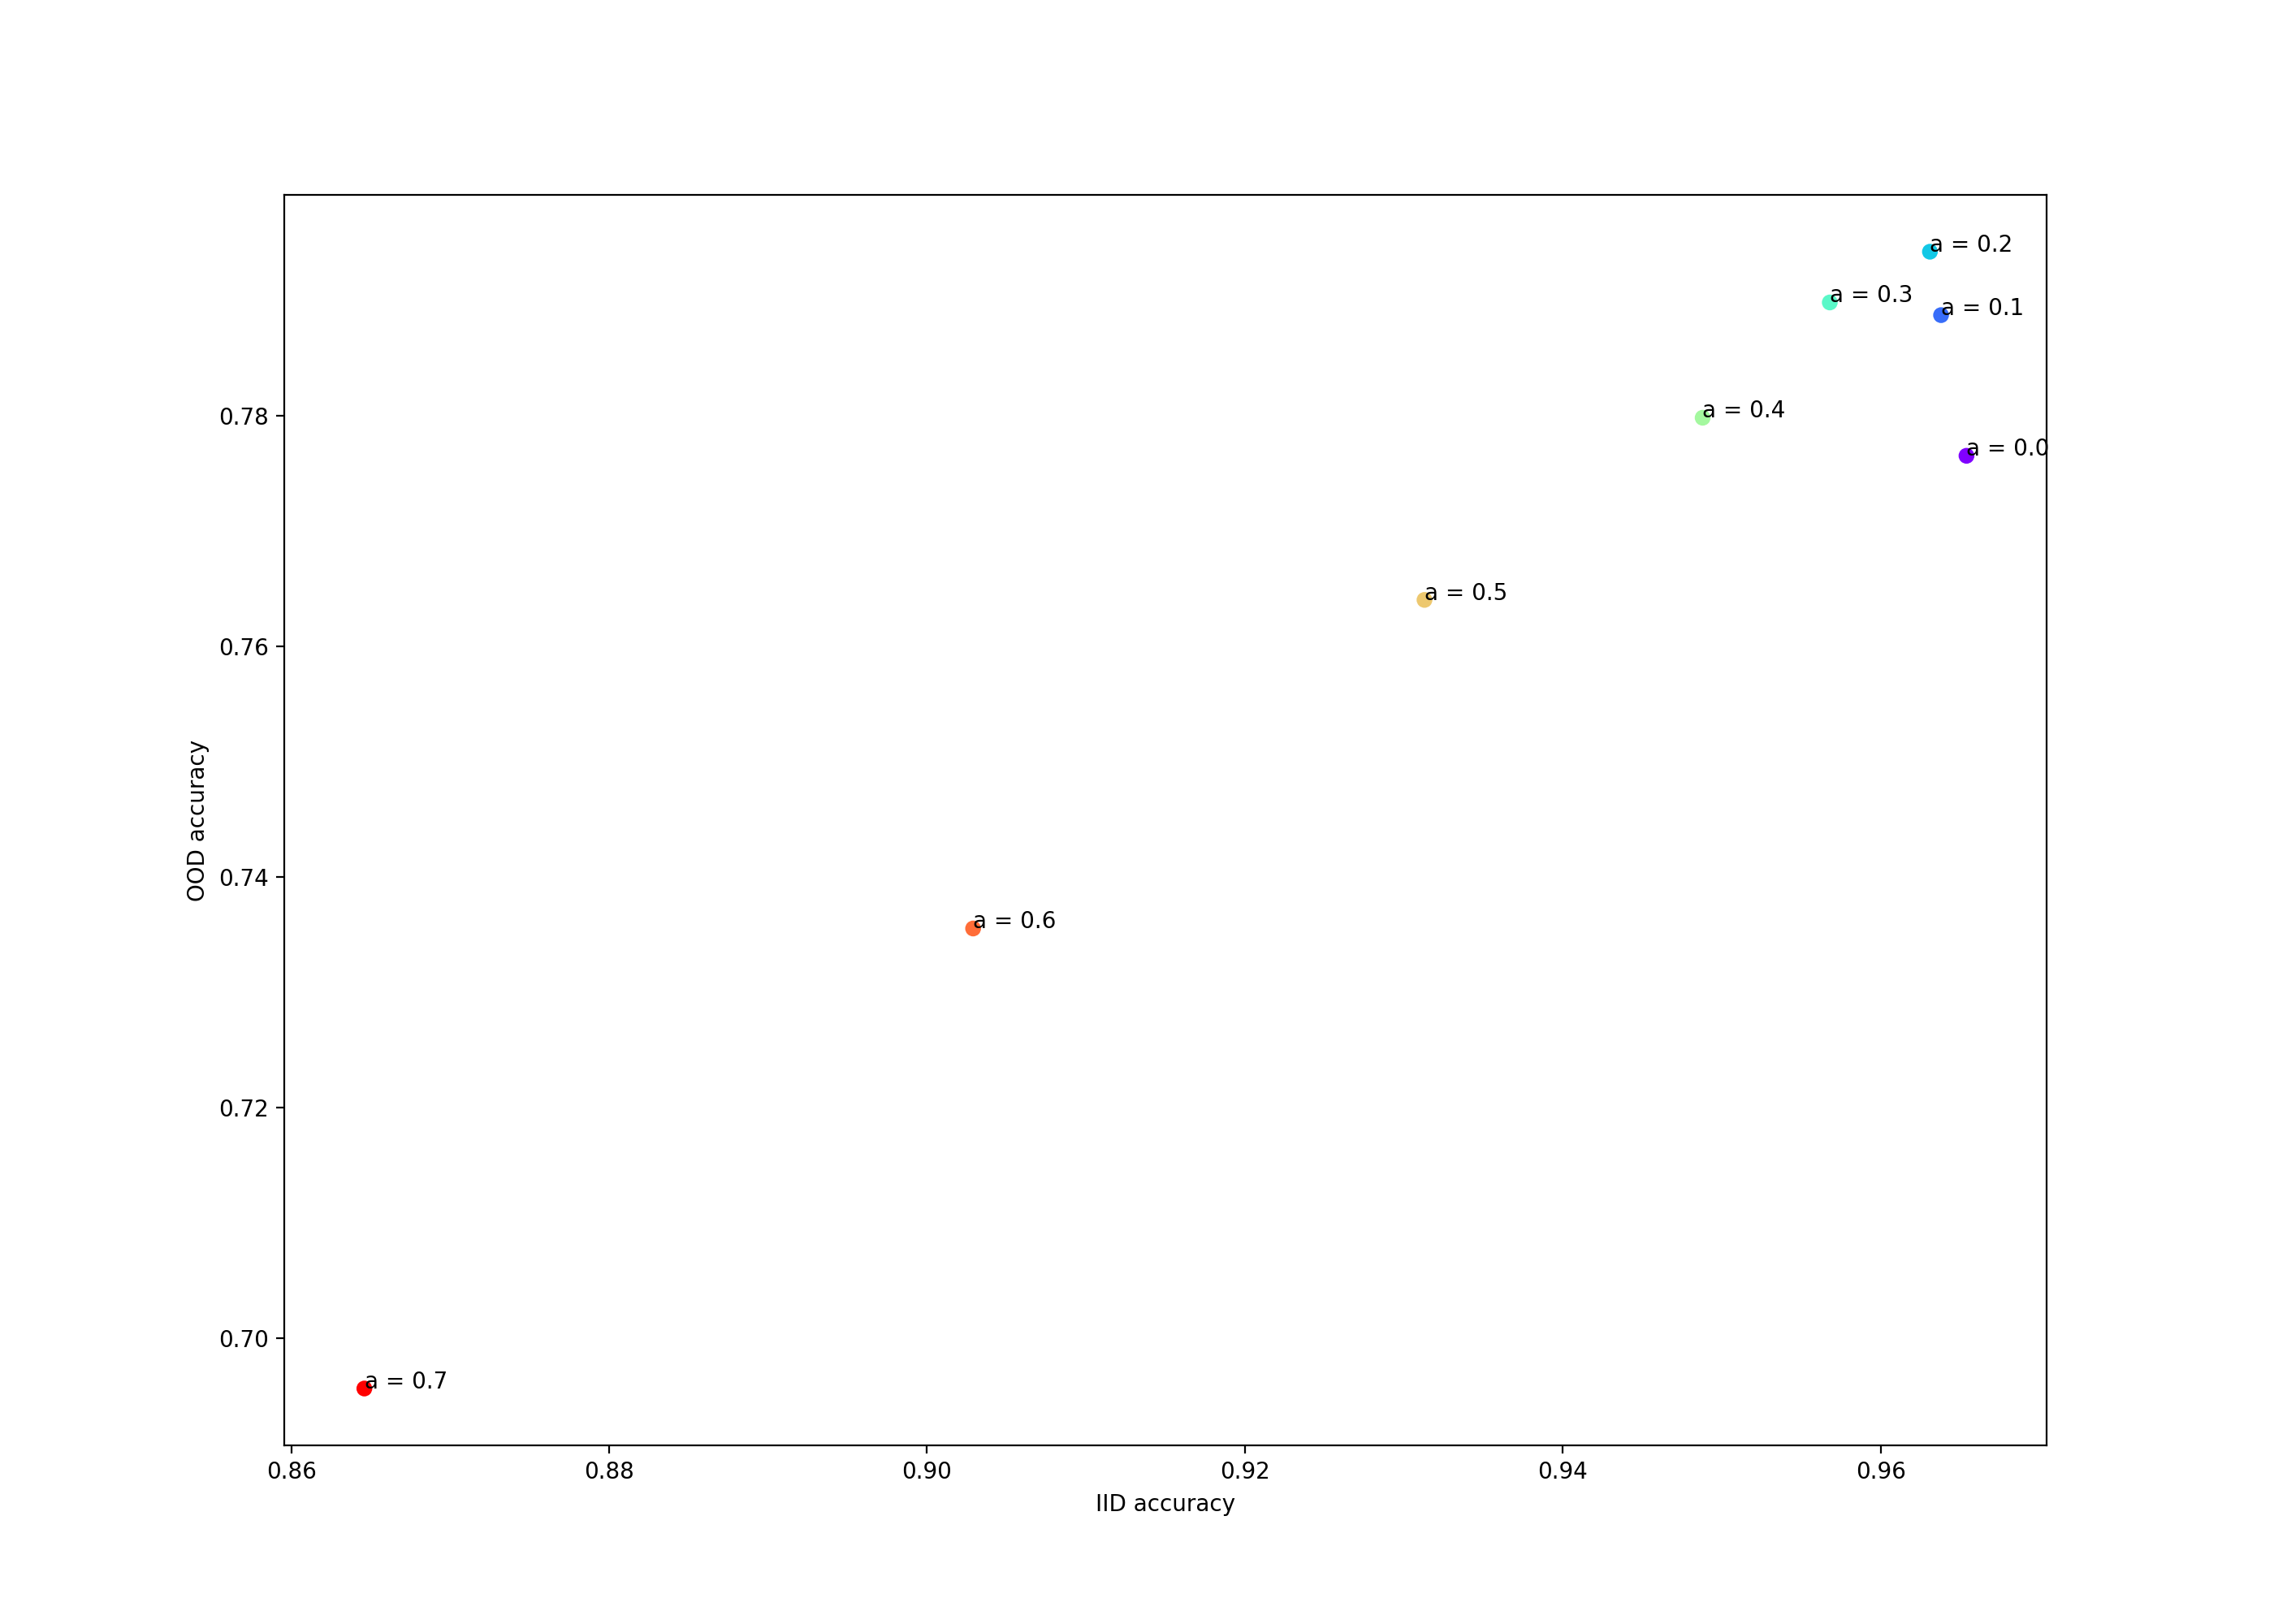 a = 0.2
a = 0.3
a = 0.1
0.78
a = 0.4
a = 0.0
a = 0.5
0.76
OOD accuracy
0.74
a = 0.6
0.72
0.70
a = 0.7
0.86 0.88 0.90 0.92 0.94 0.96
IID accuracy